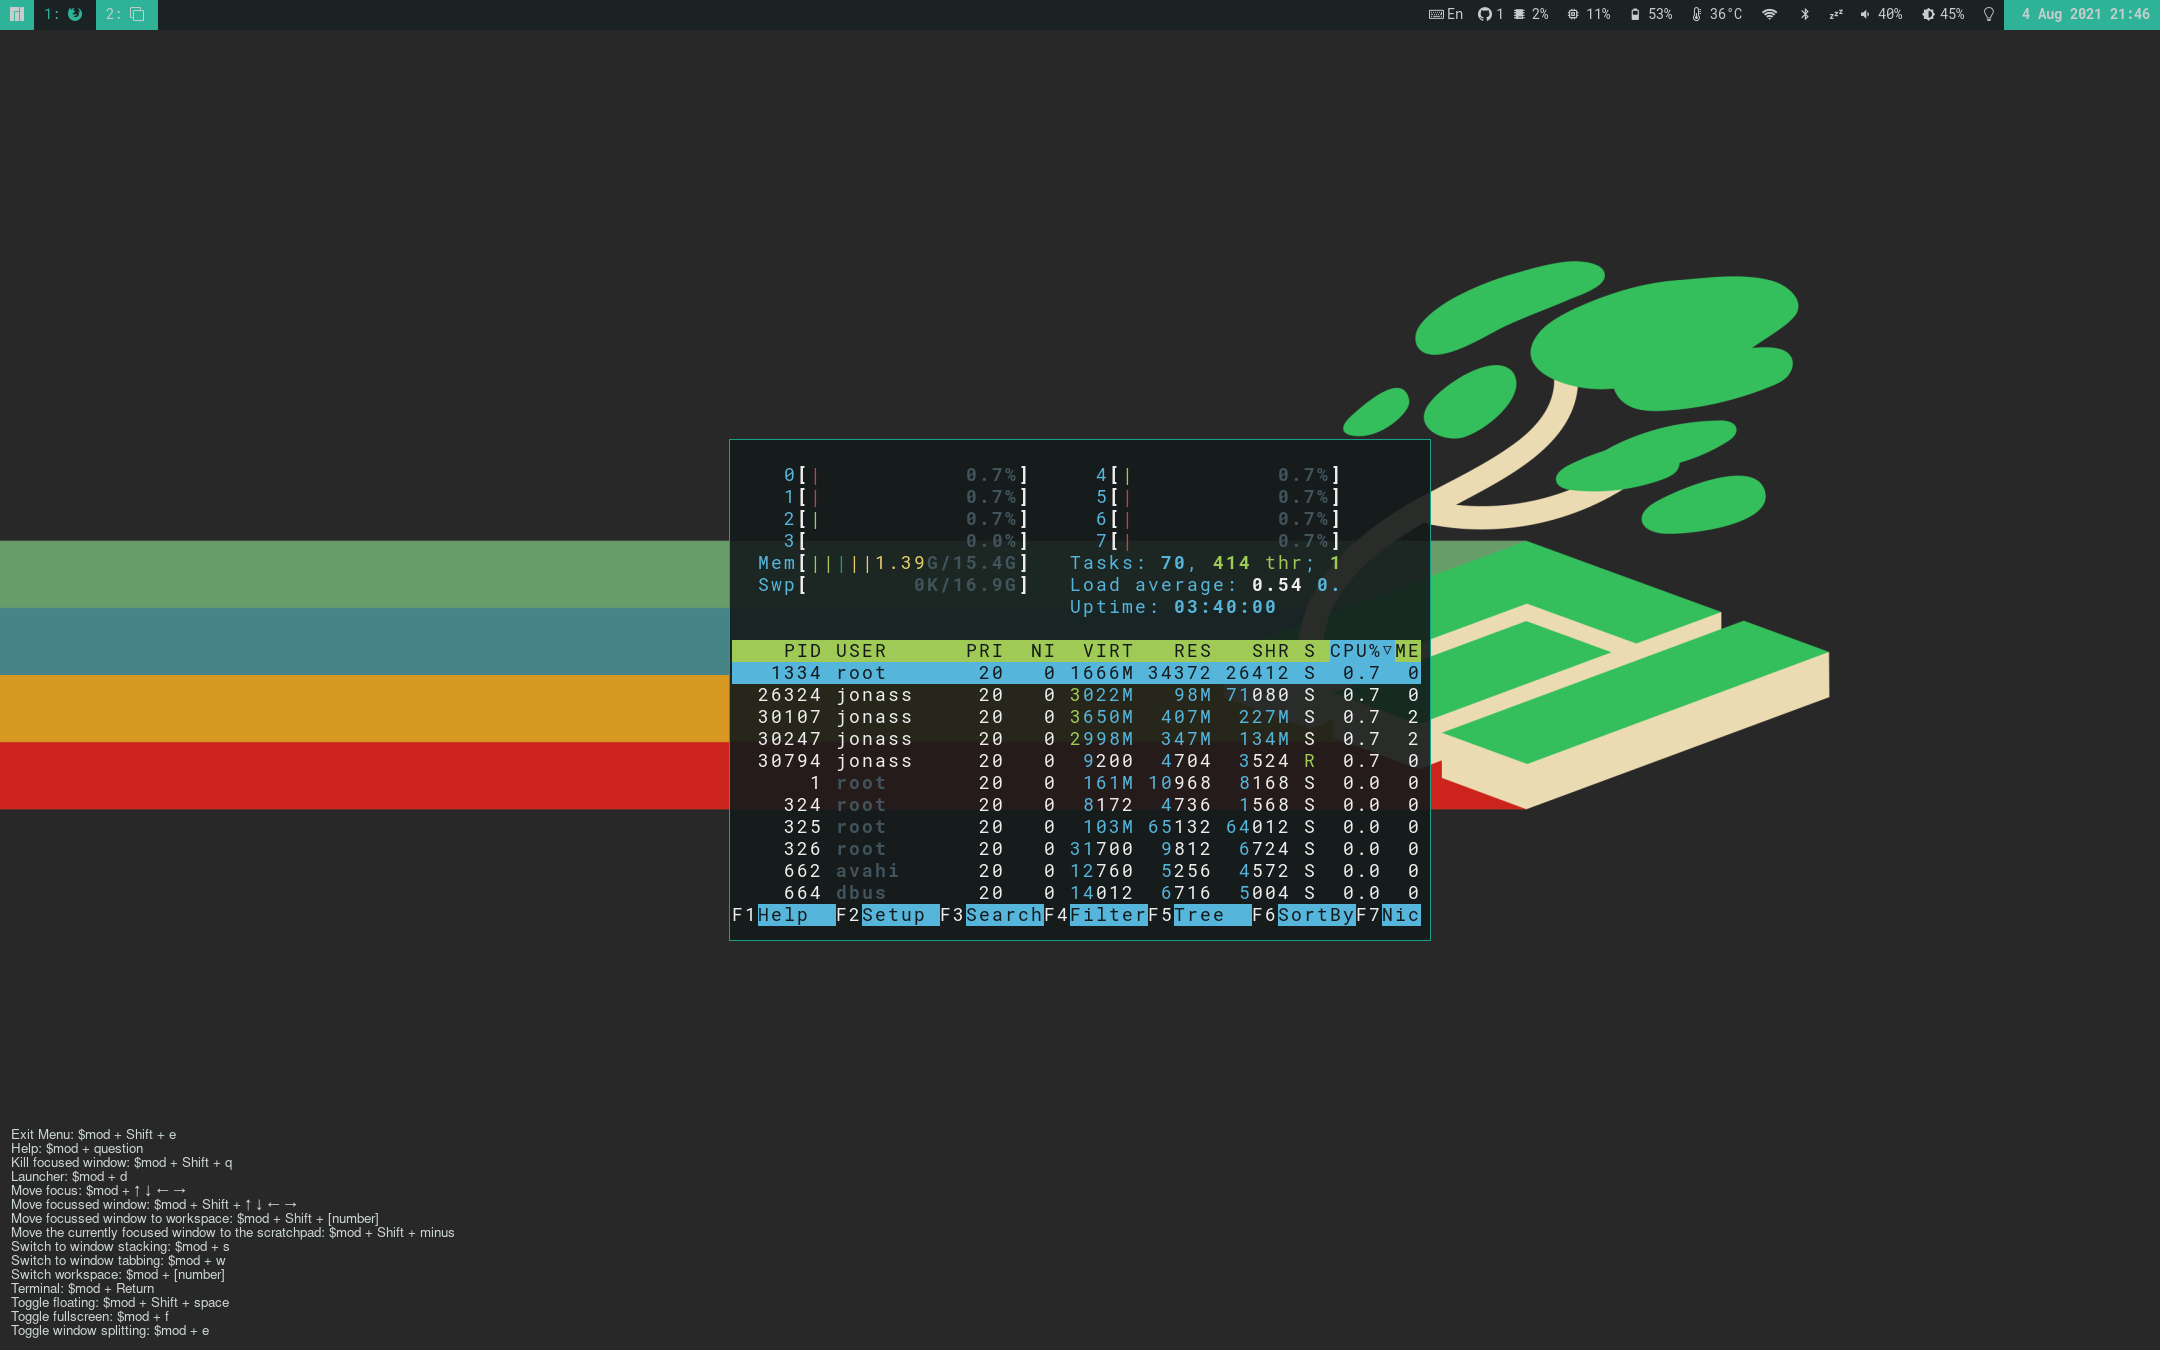 1: 2: En 1 2% 11% 53% 36°C zzz 40% 45% 4 Aug 2021 21:46
0[| 0.7%] 4[| 0.7%]
1[| 0.7%] 5[| 0.7%]
2[| 0.7%] 6[| 0.7%]
3[ 0.0%] 7[| 0.7%]
Mem[|||||1.39G/15.4G] Tasks: 70, 414 thr; 1
Swp[ 0K/16.9G] Load average: 0.54 0.
Uptime: 03:40:00
PID USER PRI NI VIRT RES SHR S CPU%▽ME
1334 root 20 0 1666M 34372 26412 S 0.7 0
26324 jonass 20 0 3022M 98M 71080 S 0.7 0
30107 jonass 20 0 3650M 407M 227M S 0.7 2
30247 jonass 20 0 2998M 347M 134M S 0.7 2
30794 jonass 20 0 9200 4704 3524 R 0.7 0
1 root 20 0 161M 10968 8168 S 0.0 0
324 root 20 0 8172 4736 1568 S 0.0 0
325 root 20 0 103M 65132 64012 S 0.0 0
326 root 20 0 31700 9812 6724 S 0.0 0
662 avahi 20 0 12760 5256 4572 S 0.0 0
664 dbus 20 0 14012 6716 5004 S 0.0 0
F1Help F2Setup F3SearchF4FilterF5Tree F6SortByF7Nic
Exit Menu: $mod + Shift + e
Help: $mod + question
Kill focused window: $mod + Shift + q
Launcher: $mod + d
Move focus: $mod + ↑ ↓ ← →
Move focussed window: $mod + Shift + ↑ ↓ ← →
Move focussed window to workspace: $mod + Shift + [number]
Move the currently focused window to the scratchpad: $mod + Shift + minus
Switch to window stacking: $mod + s
Switch to window tabbing: $mod + w
Switch workspace: $mod + [number]
Terminal: $mod + Return
Toggle floating: $mod + Shift + space
Toggle fullscreen: $mod + f
Toggle window splitting: $mod + e